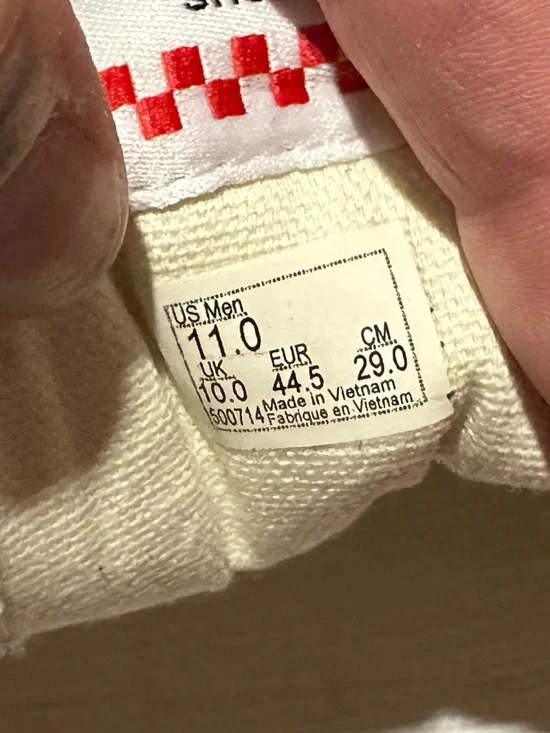 US Men
11.0
UK EUR CM
10.0 44.5 29.0
Made in Vietnam
500714 Fabrique en Vietnam